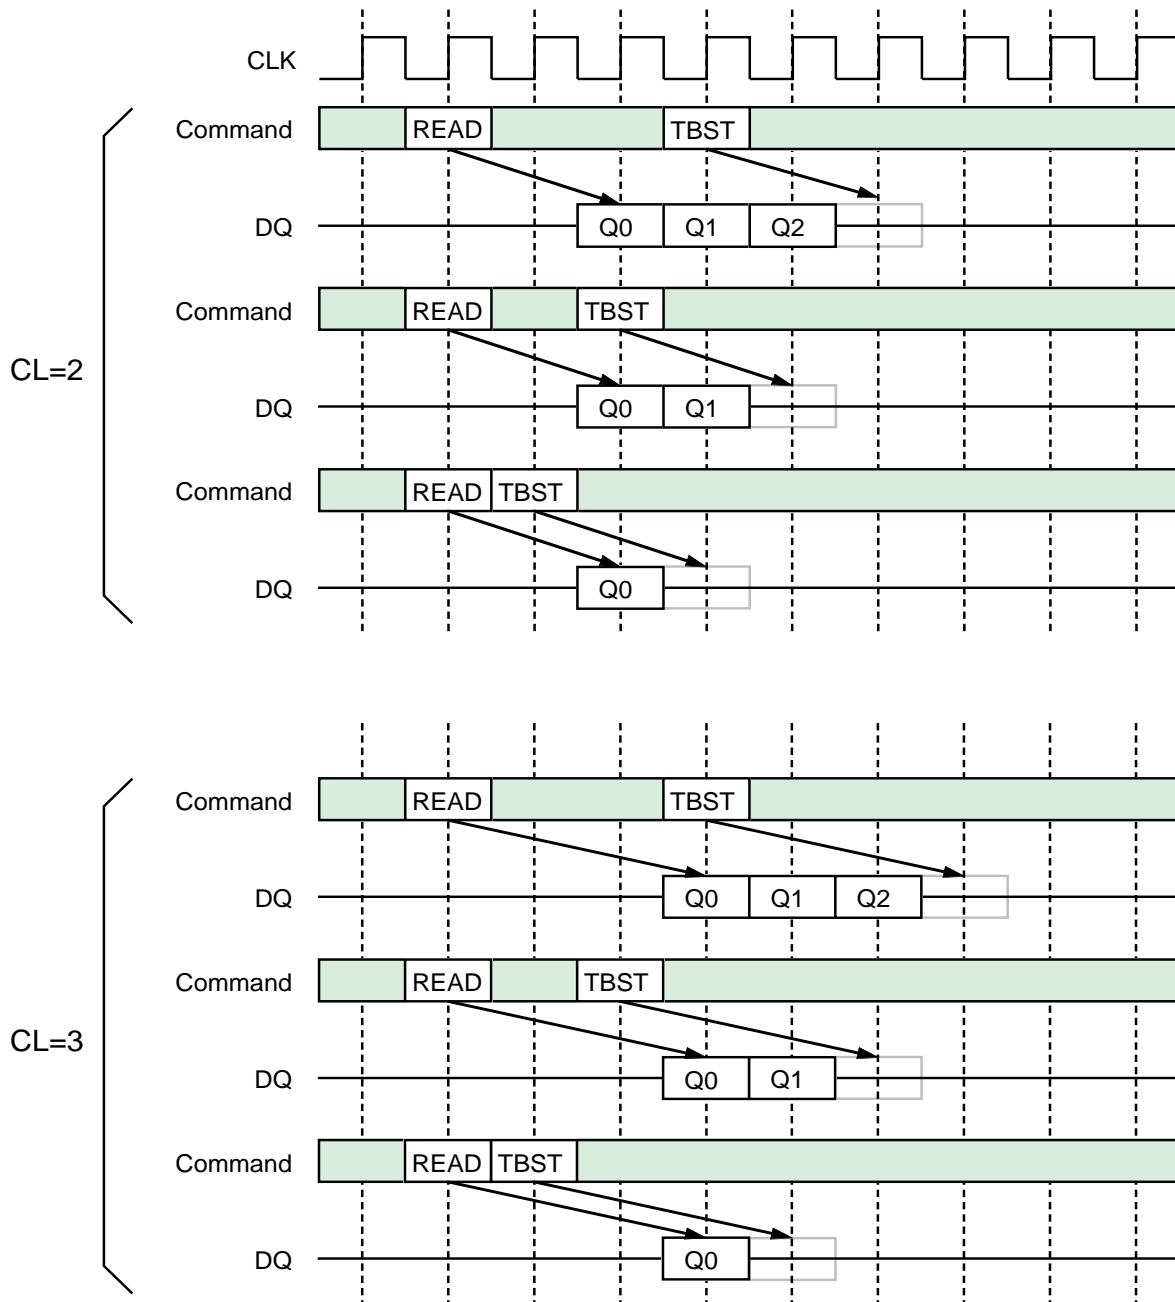 CLK
Command READ TBST
DQ Q0 Q1 Q2
Command READ TBST
CL=2
DQ Q0 Q1
Command READ TBST
DQ Q0
Command READ TBST
DQ Q0 Q1 Q2
Command READ TBST
CL=3
DQ Q0 Q1
Command READ TBST
DQ Q0